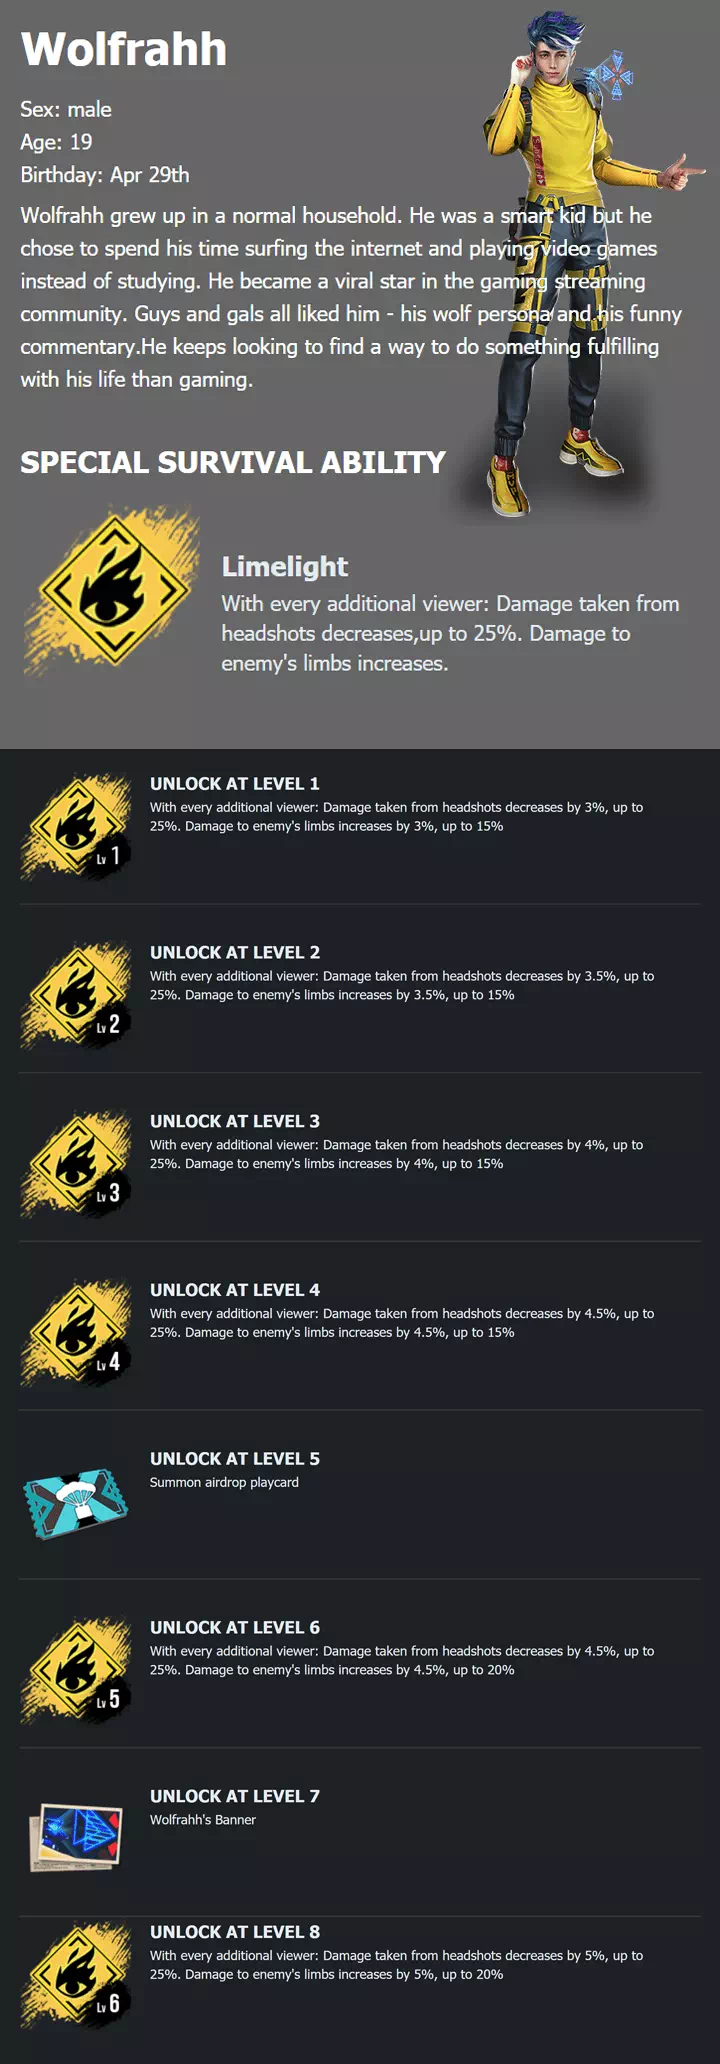 Wolfrahh
Sex: male
Age: 19
Birthday: Apr 29th
Wolfrahh grew up in a normal household. He was a smart kid but he
chose to spend his time surfing the internet and playing video games
instead of studying. He became a viral star in the gaming streaming
community. Guys and gals all liked him - his wolf persona and his funny
commentary.He keeps looking to find a way to do something fulfilling
with his life than gaming.
SPECIAL SURVIVAL ABILITY
Limelight
With every additional viewer: Damage taken from
headshots decreases,up to 25%. Damage to
enemy's limbs increases.
UNLOCK AT LEVEL 1
With every additional viewer: Damage taken from headshots decreases by 3%, up to
25%. Damage to enemy's limbs increases by 3%, up to 15%
Lv 1
UNLOCK AT LEVEL 2
With every additional viewer: Damage taken from headshots decreases by 3.5%, up to
25%. Damage to enemy's limbs increases by 3.5%, up to 15%
Lv 2
UNLOCK AT LEVEL 3
With every additional viewer: Damage taken from headshots decreases by 4%, up to
25%. Damage to enemy's limbs increases by 4%, up to 15%
Lv 3
UNLOCK AT LEVEL 4
With every additional viewer: Damage taken from headshots decreases by 4.5%, up to
25%. Damage to enemy's limbs increases by 4.5%, up to 15%
Lv 4
UNLOCK AT LEVEL 5
Summon airdrop playcard
UNLOCK AT LEVEL 6
With every additional viewer: Damage taken from headshots decreases by 4.5%, up to
25%. Damage to enemy's limbs increases by 4.5%, up to 20%
Lv 5
UNLOCK AT LEVEL 7
Wolfrahh's Banner
UNLOCK AT LEVEL 8
With every additional viewer: Damage taken from headshots decreases by 5%, up to
25%. Damage to enemy's limbs increases by 5%, up to 20%
Lv 6